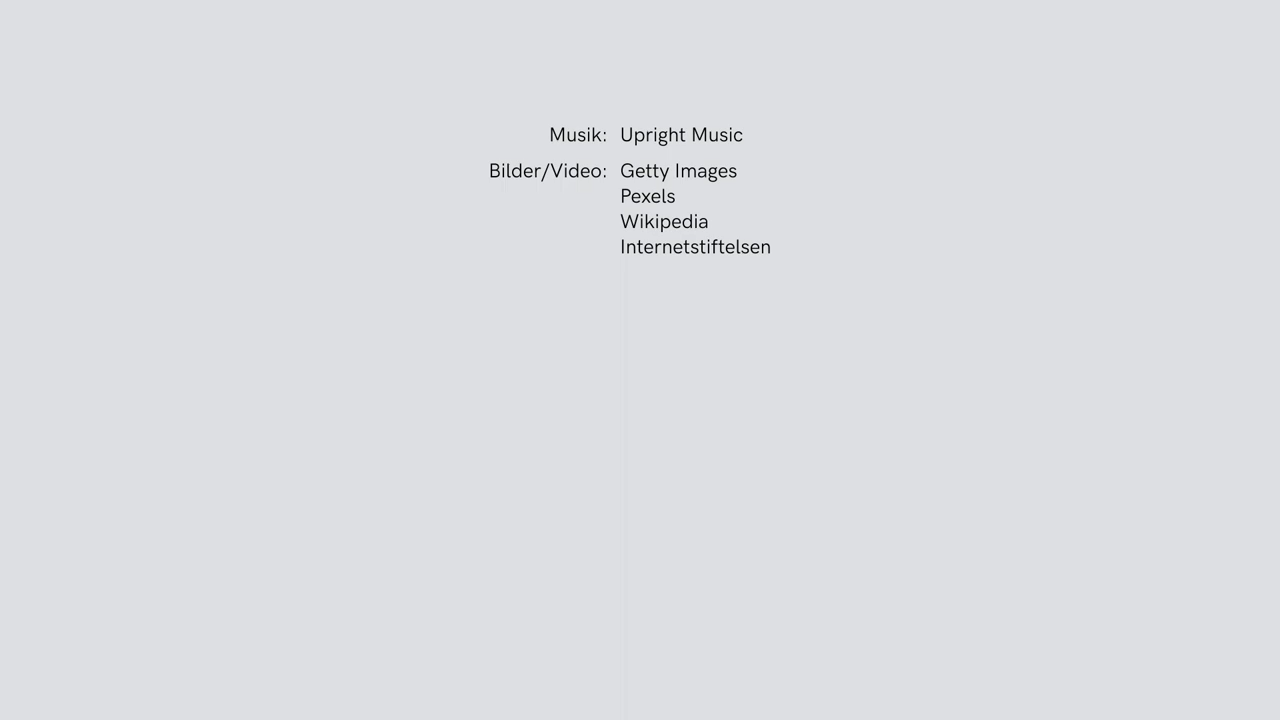 Musik: Upright Music
Bilder/Video: Getty Images
Pexels
Wikipedia
Internetstiftelsen